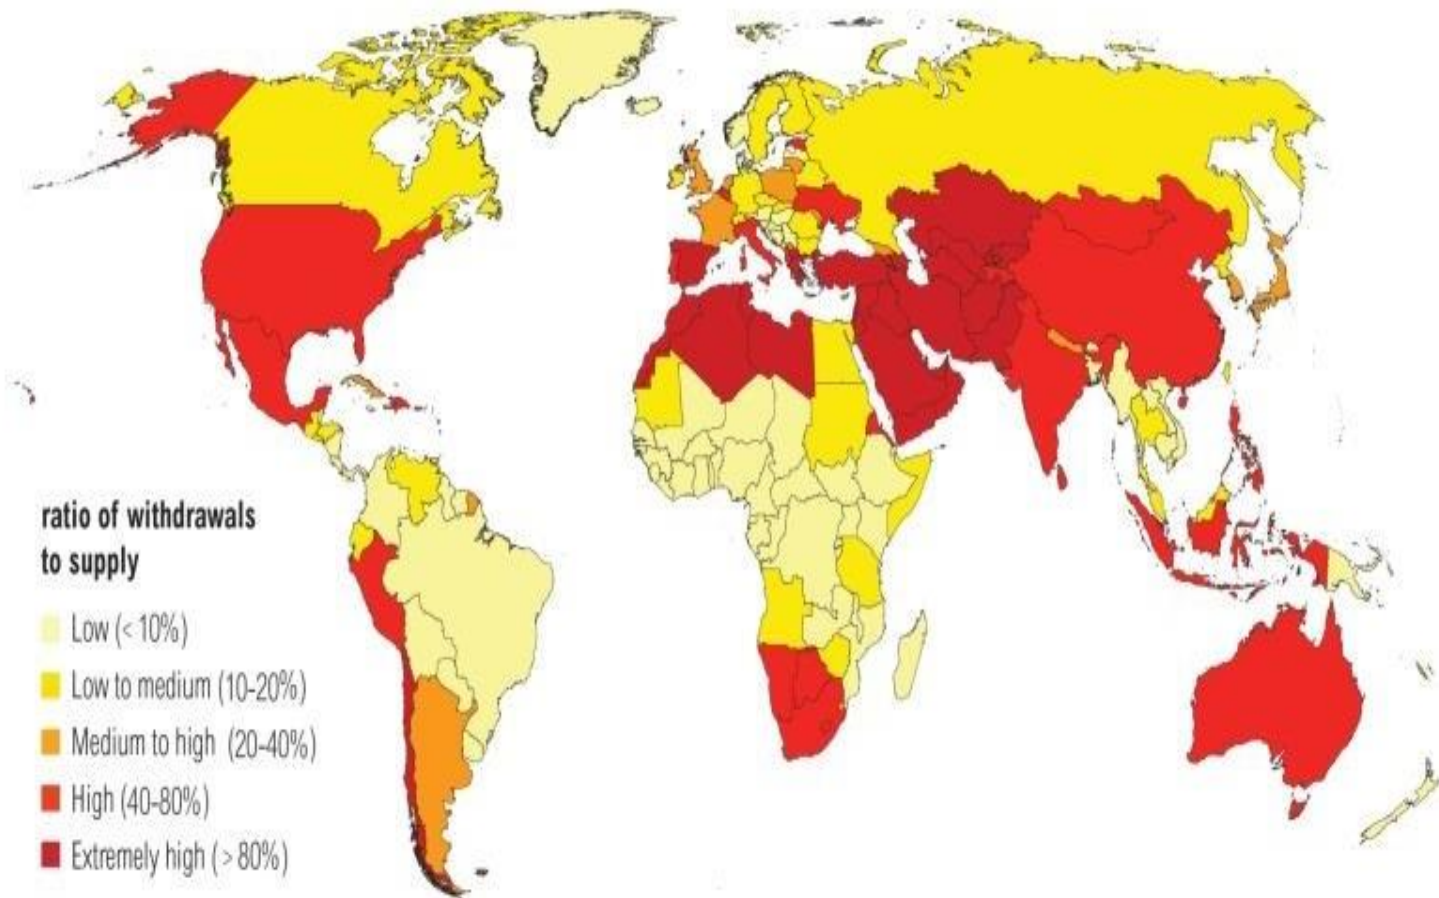 ratio of withdrawals
to supply
Low (< 10%)
Low to medium (10-20%)
Medium to high (20-40%)
High (40-80%)
Extremely high (> 80%)